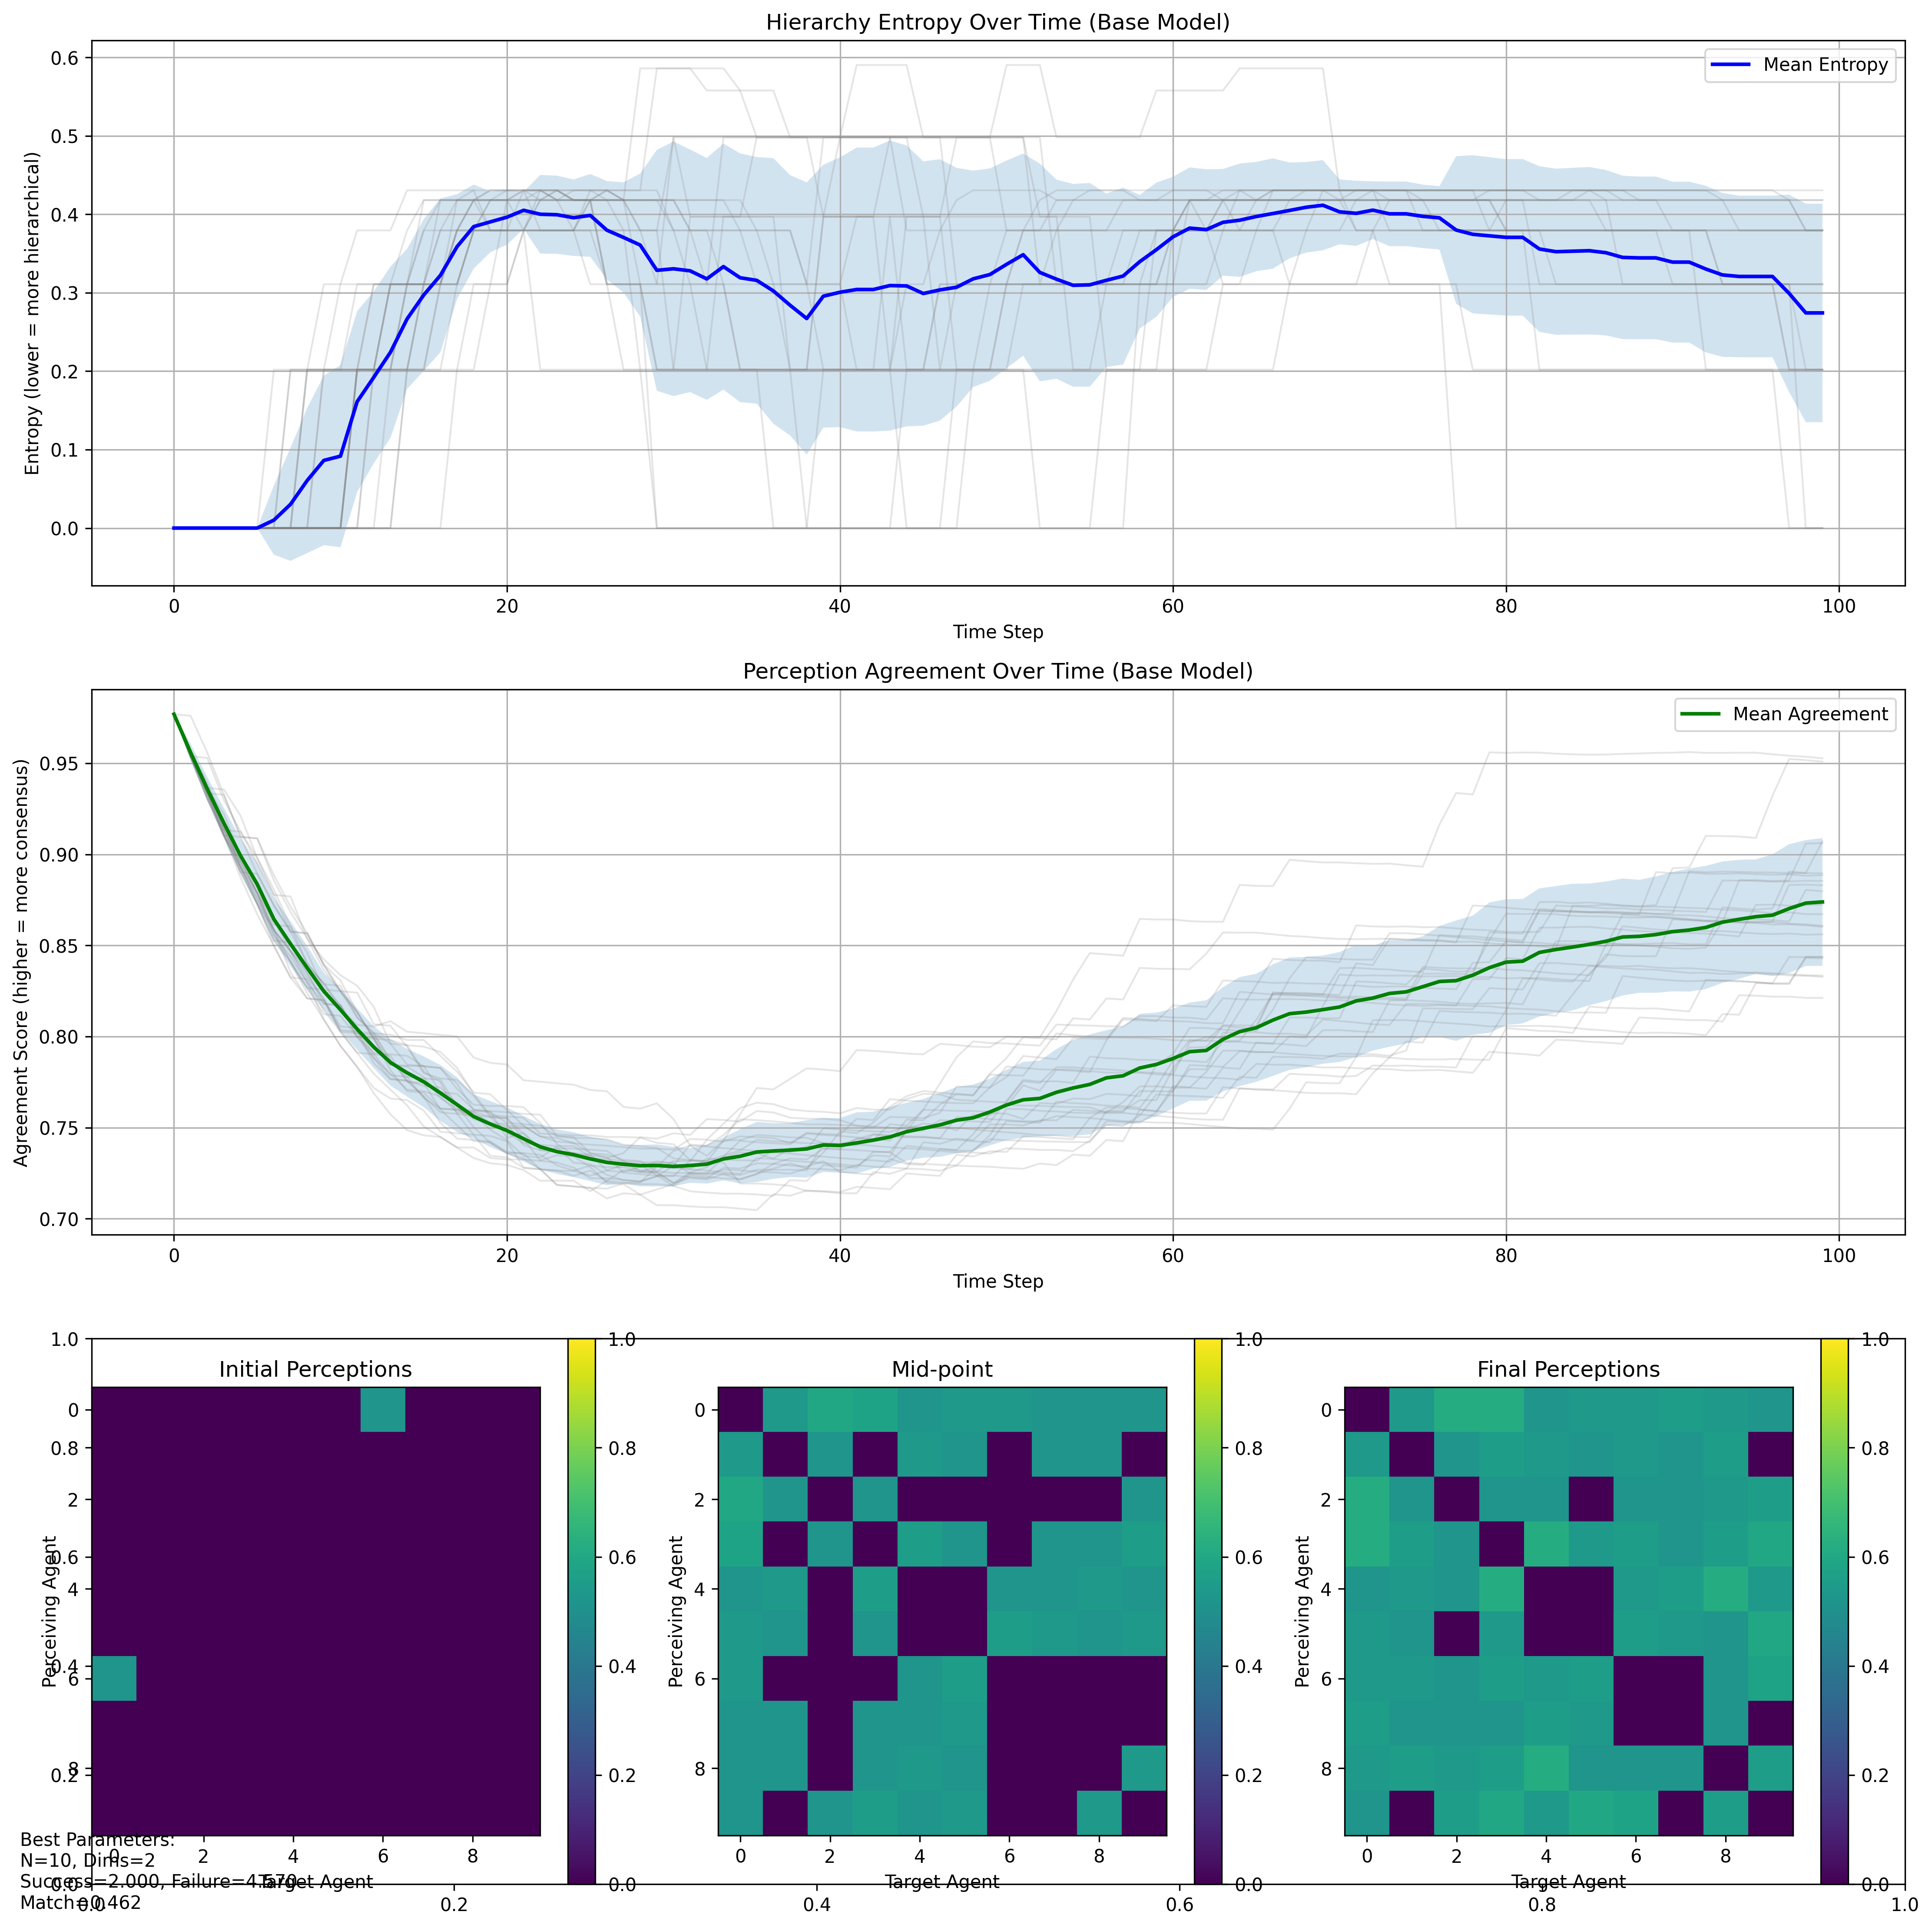 Hierarchy Entropy Over Time (Base Model)
Mean Entropy
Entropy (lower = more hierarchical)
0.6
0.5
0.4
0.3
0.2
0.1
0.0
0 20 40 60 80 100
Time Step
Perception Agreement Over Time (Base Model)
Mean Agreement
Agreement Score (higher = more consensus)
0.95
0.90
0.85
0.80
0.75
0.70
0 20 40 60 80 100
Time Step
1.0
0.8
0.6
0.4
0.2
0.0
0.0 0.2 0.4 0.6 0.8 1.0
Initial Perceptions
Perceiving Agent
0
2
4
6
8
0 2 4 6 8
Target Agent
1.0
0.8
0.6
0.4
0.2
0.0
Mid-point
Perceiving Agent
0
2
4
6
8
0 2 4 6 8
Target Agent
1.0
0.8
0.6
0.4
0.2
0.0
Final Perceptions
Perceiving Agent
0
2
4
6
8
0 2 4 6 8
Target Agent
1.0
0.8
0.6
0.4
0.2
0.0
Best Parameters:
N=10, Dims=2
Success=2.000, Failure=4.570
Match=0.462